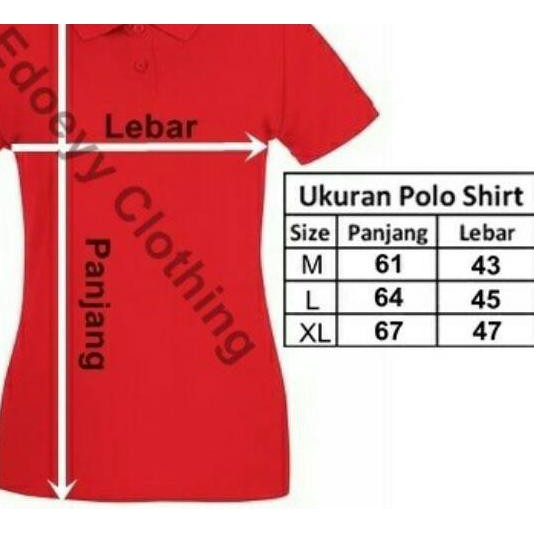 Edoeyy Clothing
Lebar
Panjang
Ukuran Polo Shirt
Size Panjang Lebar
M 61 43
L 64 45
XL 67 47